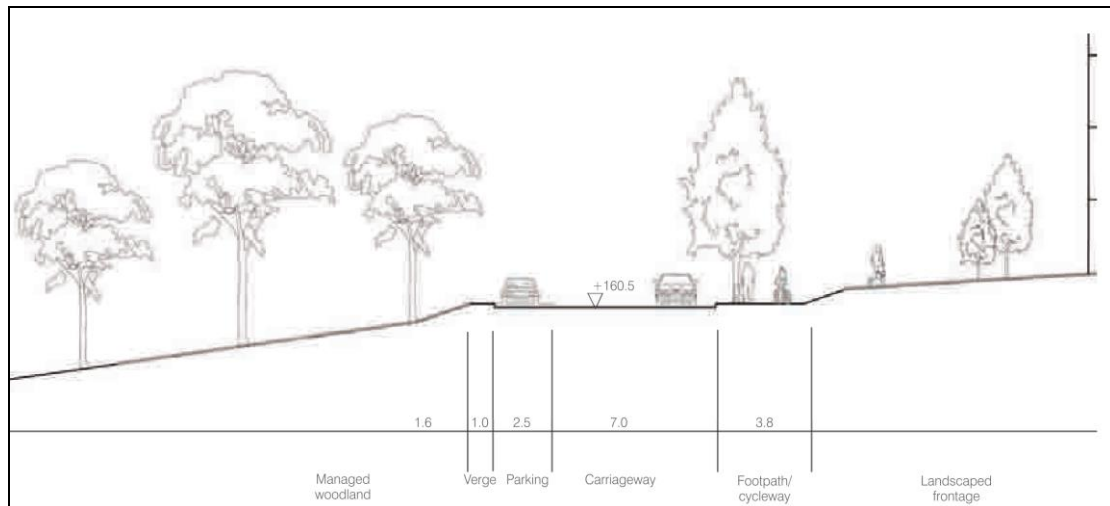 +160.5
1.6 1.0 2.5 7.0 3.8
Managed woodland
Verge
Parking
Carriageway
Footpath/
cycleway
Landscaped
frontage